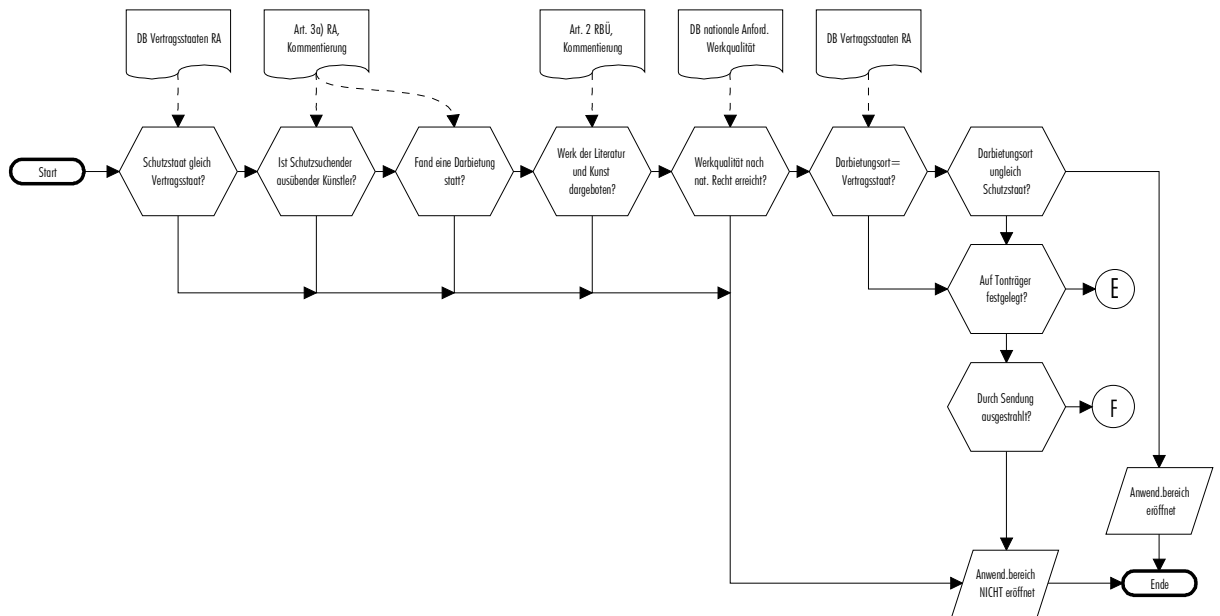 DB Vertragsstaaten RA
Art. 3a) RA,
Kommentierung
Art. 2 RBÜ,
Kommentierung
DB nationale Anford.
Werkqualität
DB Vertragsstaaten RA
Start
Schutzstaat gleich
Vertragsstaat?
Ist Schutzsuchender
ausübender Künstler?
Fand eine Darbietung
statt?
Werk der Literatur
und Kunst
dargeboten?
Werkqualität nach
nat. Recht erreicht?
Darbietungsort=
Vertragsstaat?
Darbietungsort
ungleich
Schutzstaat?
Auf Tonträger
festgelegt?
E
Durch Sendung
ausgestrahlt?
F
Anwend.bereich
eröffnet
Anwend.bereich
NICHT eröffnet
Ende